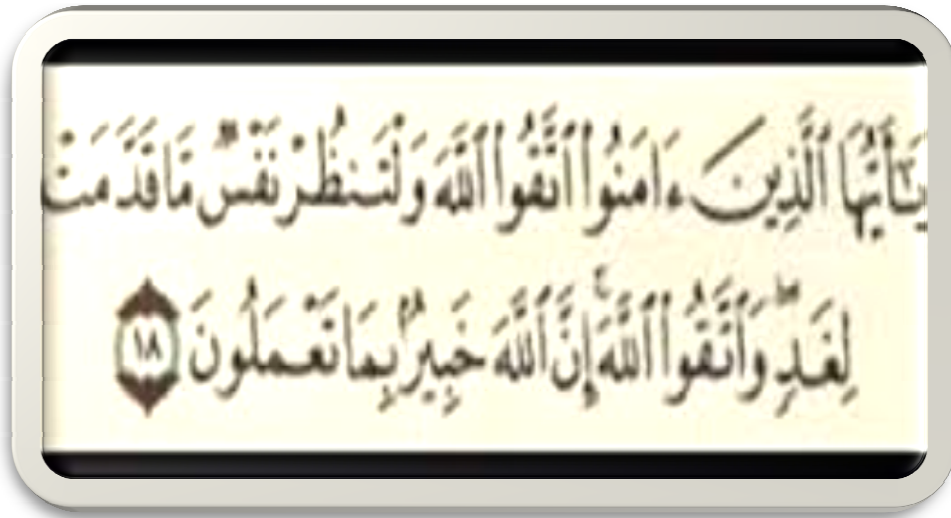 يَٰٓأَيُّهَا ٱلَّذِينَ ءَامَنُوا۟ ٱتَّقُوا۟ ٱللَّهَ وَلْتَنظُرْ نَفْسٌ مَّا قَدَّمَتْ
لِغَدٍ ۖ وَٱتَّقُوا۟ ٱللَّهَ ۚ إِنَّ ٱللَّهَ خَبِيرٌۢ بِمَا تَعْمَلُونَ ١٨